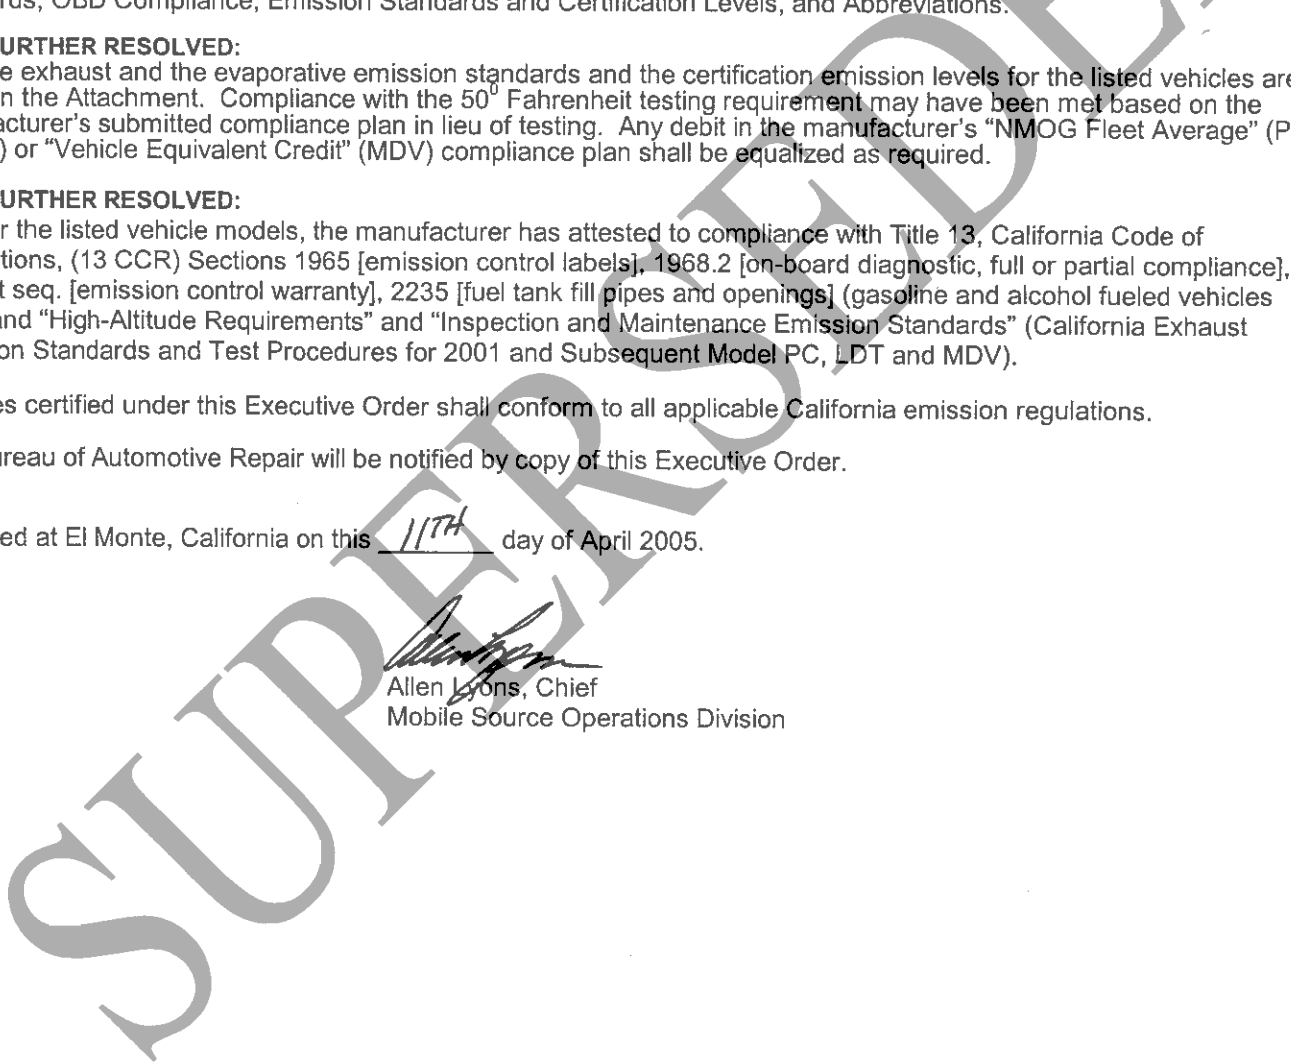 rds, OBD Compliance, Emission Standards and Certification Levels, and Abbreviations.
URTHER RESOLVED:
e exhaust and the evaporative emission standards and the certification emission levels for the listed vehicles are
n the Attachment. Compliance with the 50⁰ Fahrenheit testing requirement may have been met based on the
acturer's submitted compliance plan in lieu of testing. Any debit in the manufacturer's “NMOG Fleet Average” (P
) or “Vehicle Equivalent Credit” (MDV) compliance plan shall be equalized as required.
URTHER RESOLVED:
r the listed vehicle models, the manufacturer has attested to compliance with Title 13, California Code of
tions, (13 CCR) Sections 1965 [emission control labels], 1968.2 [on-board diagnostic, full or partial compliance],
t seq. [emission control warranty], 2235 [fuel tank fill pipes and openings] (gasoline and alcohol fueled vehicles
and “High-Altitude Requirements” and “Inspection and Maintenance Emission Standards” (California Exhaust
on Standards and Test Procedures for 2001 and Subsequent Model PC, LDT and MDV).
es certified under this Executive Order shall conform to all applicable California emission regulations.
ureau of Automotive Repair will be notified by copy of this Executive Order.
ed at El Monte, California on this 11TH day of April 2005.
Allen Lyons, Chief
Mobile Source Operations Division
SUPERSEDE